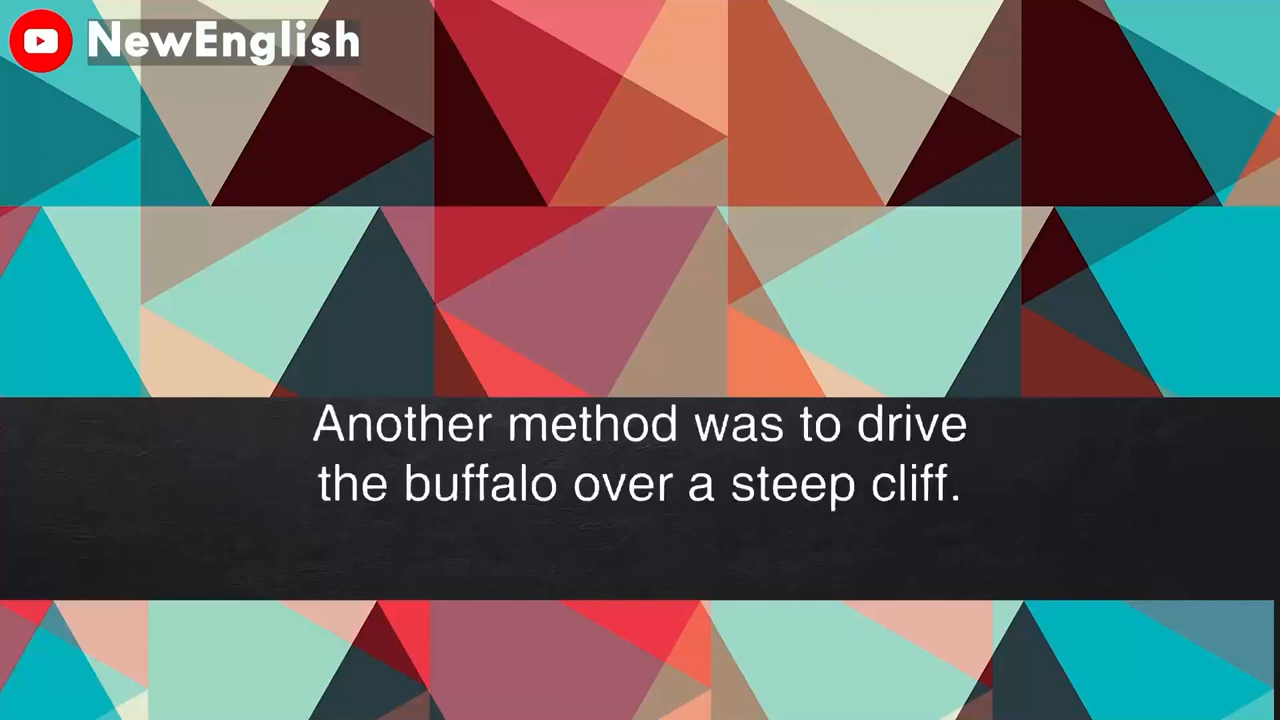 NewEnglish
Another method was to drive
the buffalo over a steep cliff.